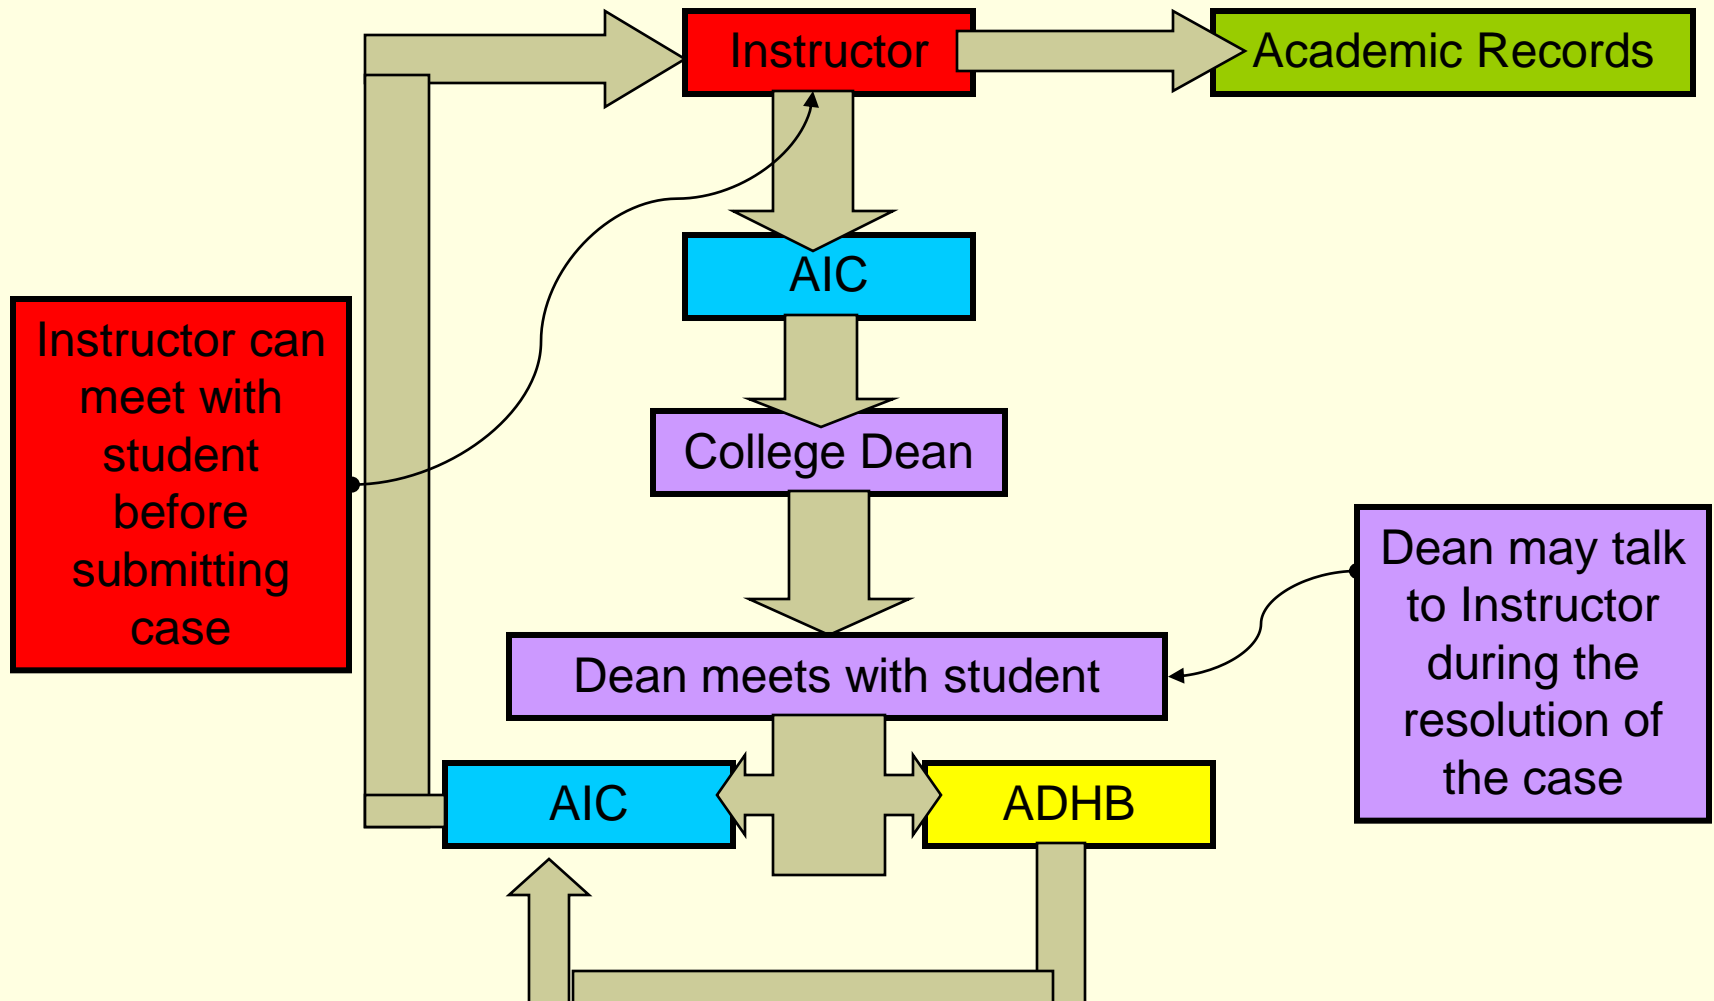 Instructor
Academic Records
AIC
Instructor can
meet with
student
before
submitting
case
College Dean
Dean may talk
to Instructor
during the
resolution of
the case
Dean meets with student
AIC
ADHB